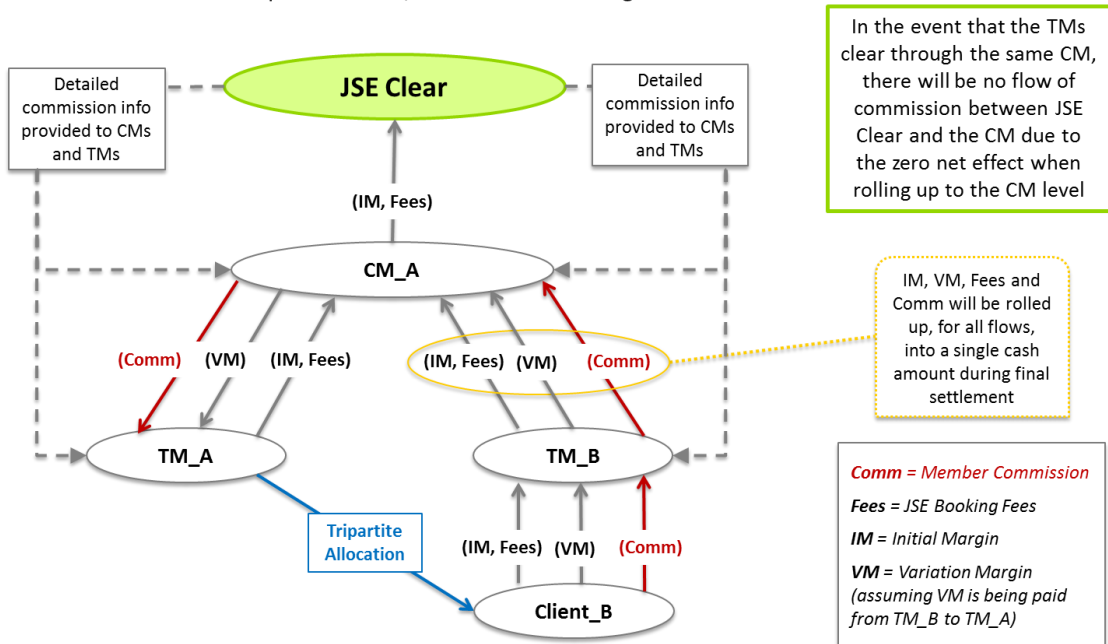 In the event that the TMs
clear through the same CM,
there will be no flow of
commission between JSE
Clear and the CM due to
the zero net effect when
rolling up to the CM level
Detailed
commission info
provided to CMs
and TMs
JSE Clear
Detailed
commission info
provided to CMs
and TMs
(IM, Fees)
CM_A
IM, VM, Fees and
Comm will be rolled
up, for all flows,
into a single cash
amount during final
settlement
(Comm)
(VM)
(IM, Fees)
(IM, Fees)
(VM)
(Comm)
TM_A
TM_B
Comm = Member Commission
Fees = JSE Booking Fees
IM = Initial Margin
VM = Variation Margin
(assuming VM is being paid
from TM_B to TM_A)
Tripartite
Allocation
(IM, Fees)
(VM)
(Comm)
Client_B